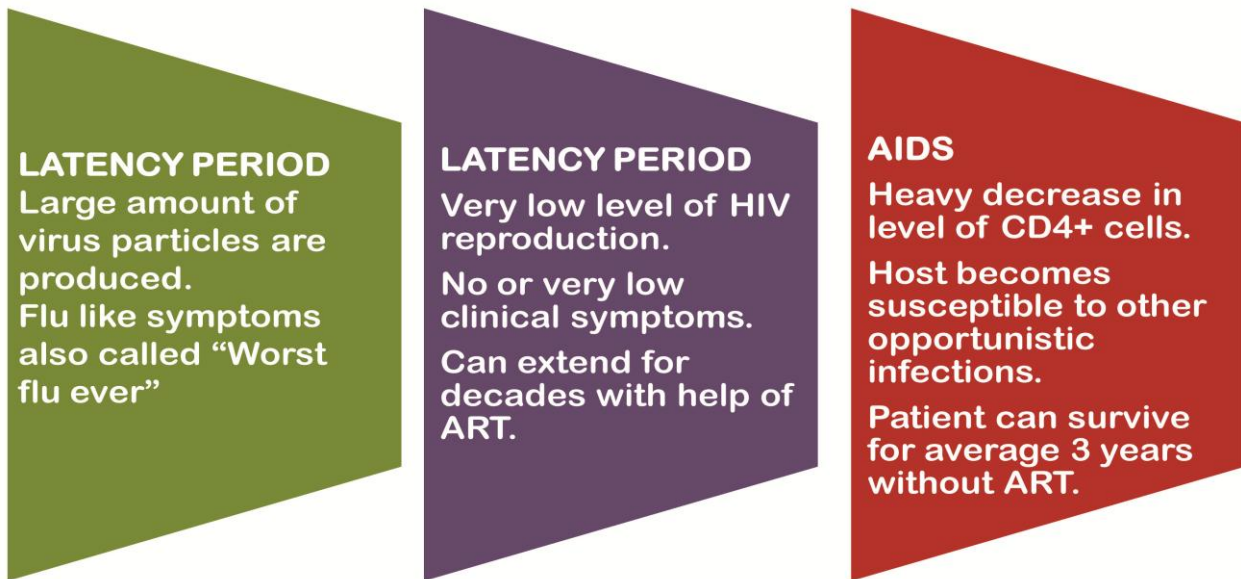 LATENCY PERIOD
Large amount of
virus particles are
produced.
Flu like symptoms
also called “Worst
flu ever”
LATENCY PERIOD
Very low level of HIV
reproduction.
No or very low
clinical symptoms.
Can extend for
decades with help of
ART.
AIDS
Heavy decrease in
level of CD4+ cells.
Host becomes
susceptible to other
opportunistic
infections.
Patient can survive
for average 3 years
without ART.